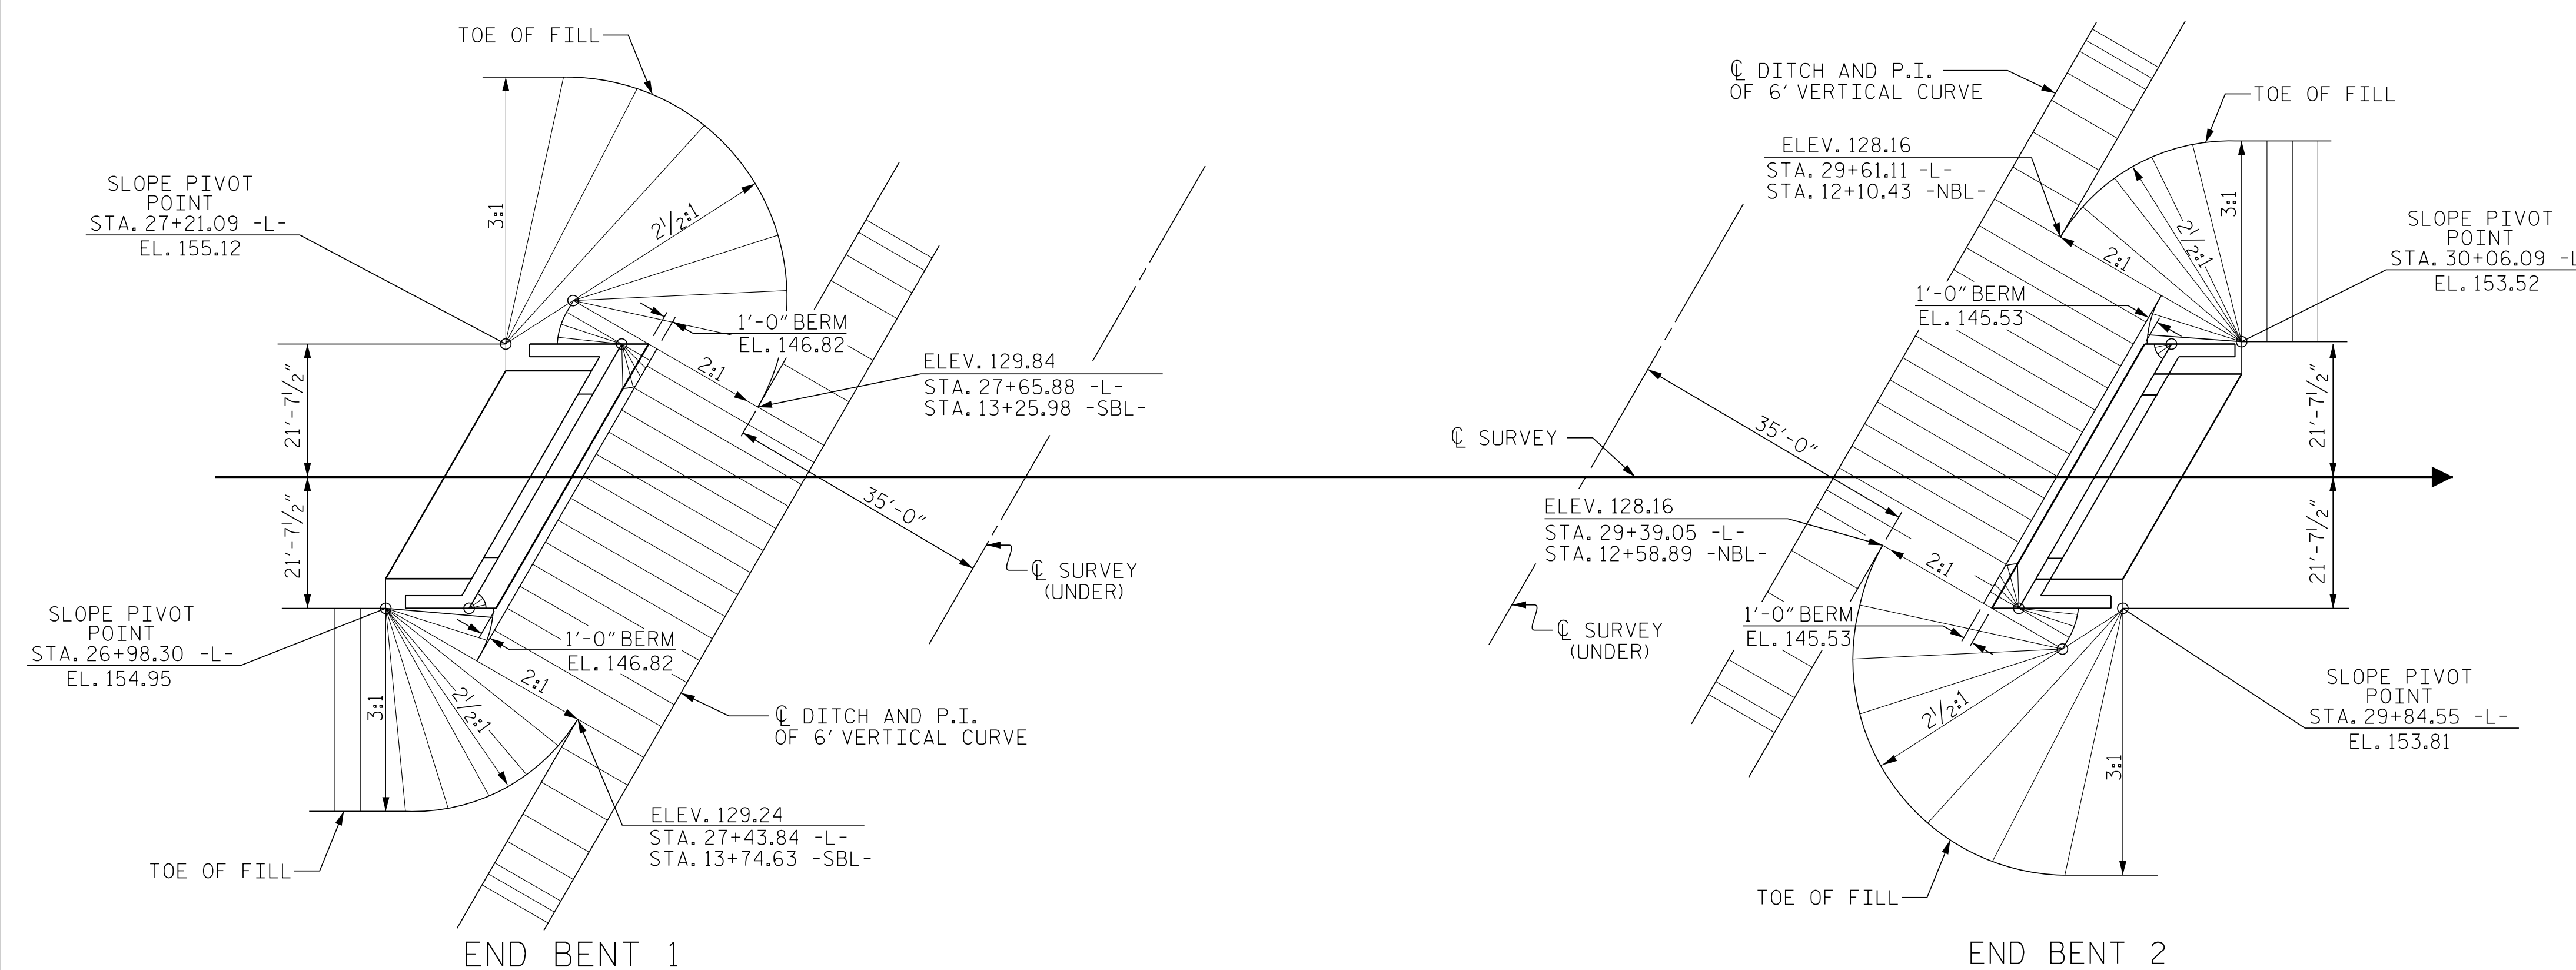 TOE OF FILL
SLOPE PIVOT
POINT
STA. 27+21.09 -L-
EL. 155.12
3:1
2 1/2:1
1'-0" BERM
EL. 146.82
2:1
ELEV. 129.84
STA. 27+65.88 -L-
STA. 13+25.98 -SBL-
21'-7 1/2"
21'-7 1/2"
35'-0"
℄ SURVEY
(UNDER)
SLOPE PIVOT
POINT
STA. 26+98.30 -L-
EL. 154.95
1'-0" BERM
EL. 146.82
3:1
2 1/2:1
2:1
℄ DITCH AND P.I.
OF 6' VERTICAL CURVE
ELEV. 129.24
STA. 27+43.84 -L-
STA. 13+74.63 -SBL-
TOE OF FILL
END BENT 1
℄ DITCH AND P.I.
OF 6' VERTICAL CURVE
TOE OF FILL
ELEV. 128.16
STA. 29+61.11 -L-
STA. 12+10.43 -NBL-
3:1
2 1/2:1
2:1
SLOPE PIVOT
POINT
STA. 30+06.09 -L
EL. 153.52
1'-0" BERM
EL. 145.53
35'-0"
℄ SURVEY
21'-7 1/2"
21'-7 1/2"
ELEV. 128.16
STA. 29+39.05 -L-
STA. 12+58.89 -NBL-
2:1
1'-0" BERM
EL. 145.53
℄ SURVEY
(UNDER)
2 1/2:1
3:1
SLOPE PIVOT
POINT
STA. 29+84.55 -L-
EL. 153.81
TOE OF FILL
END BENT 2